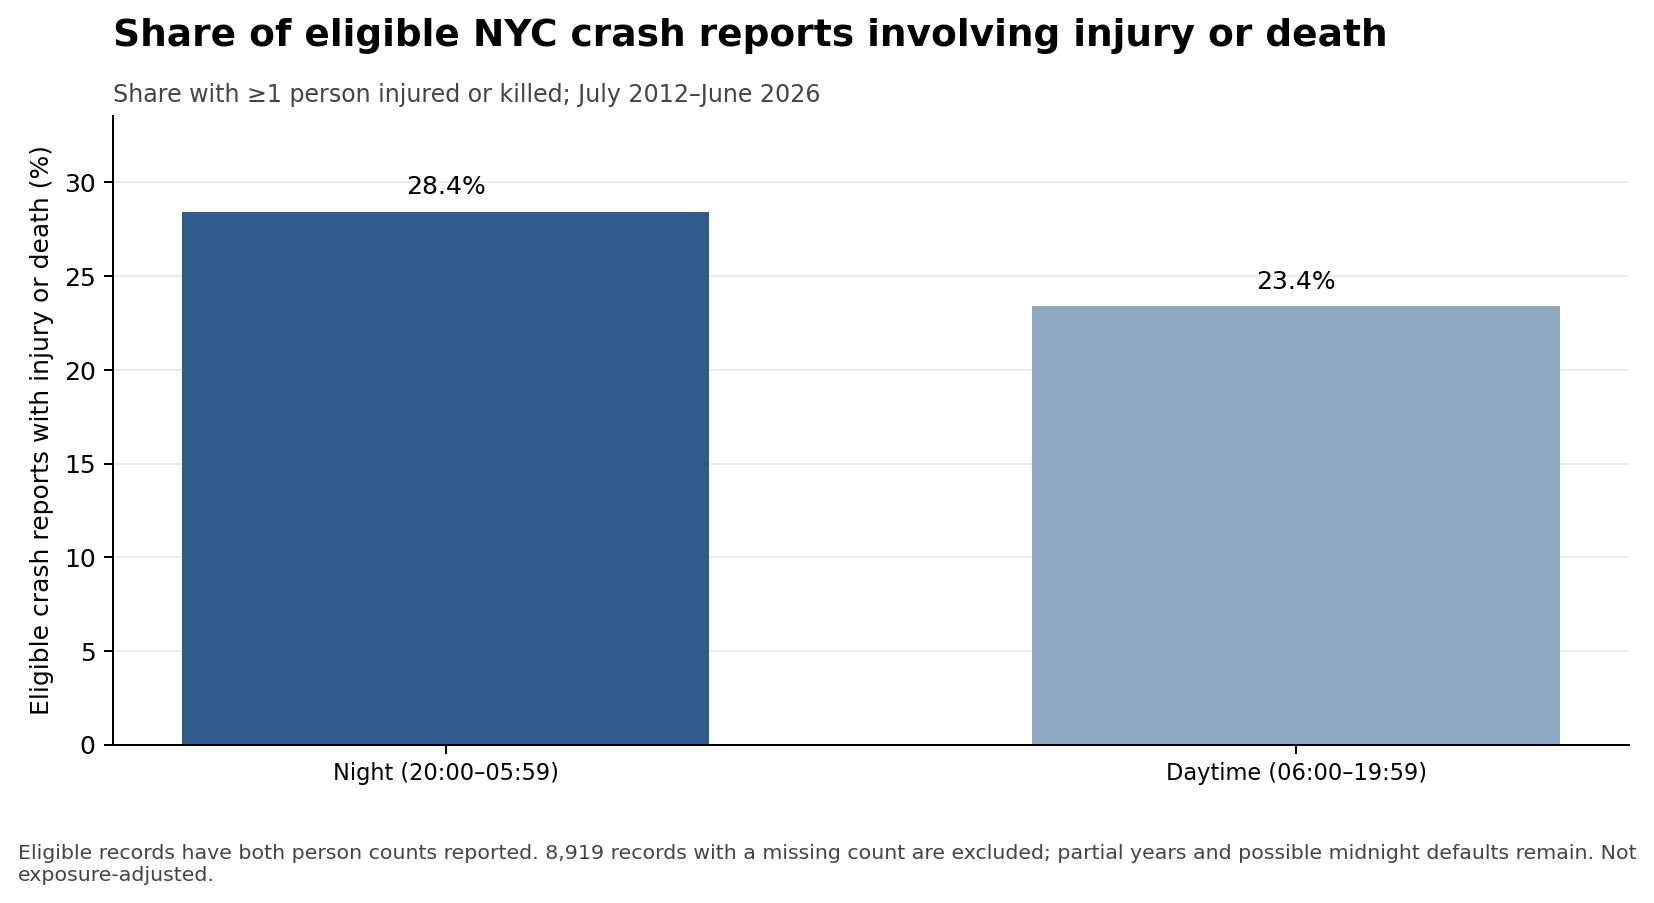 Share of eligible NYC crash reports involving injury or death
Share with ≥1 person injured or killed; July 2012–June 2026
Eligible crash reports with injury or death (%)
30
25
20
15
10
5
0
28.4%
23.4%
Night (20:00–05:59)
Daytime (06:00–19:59)
Eligible records have both person counts reported. 8,919 records with a missing count are excluded; partial years and possible midnight defaults remain. Not
exposure-adjusted.